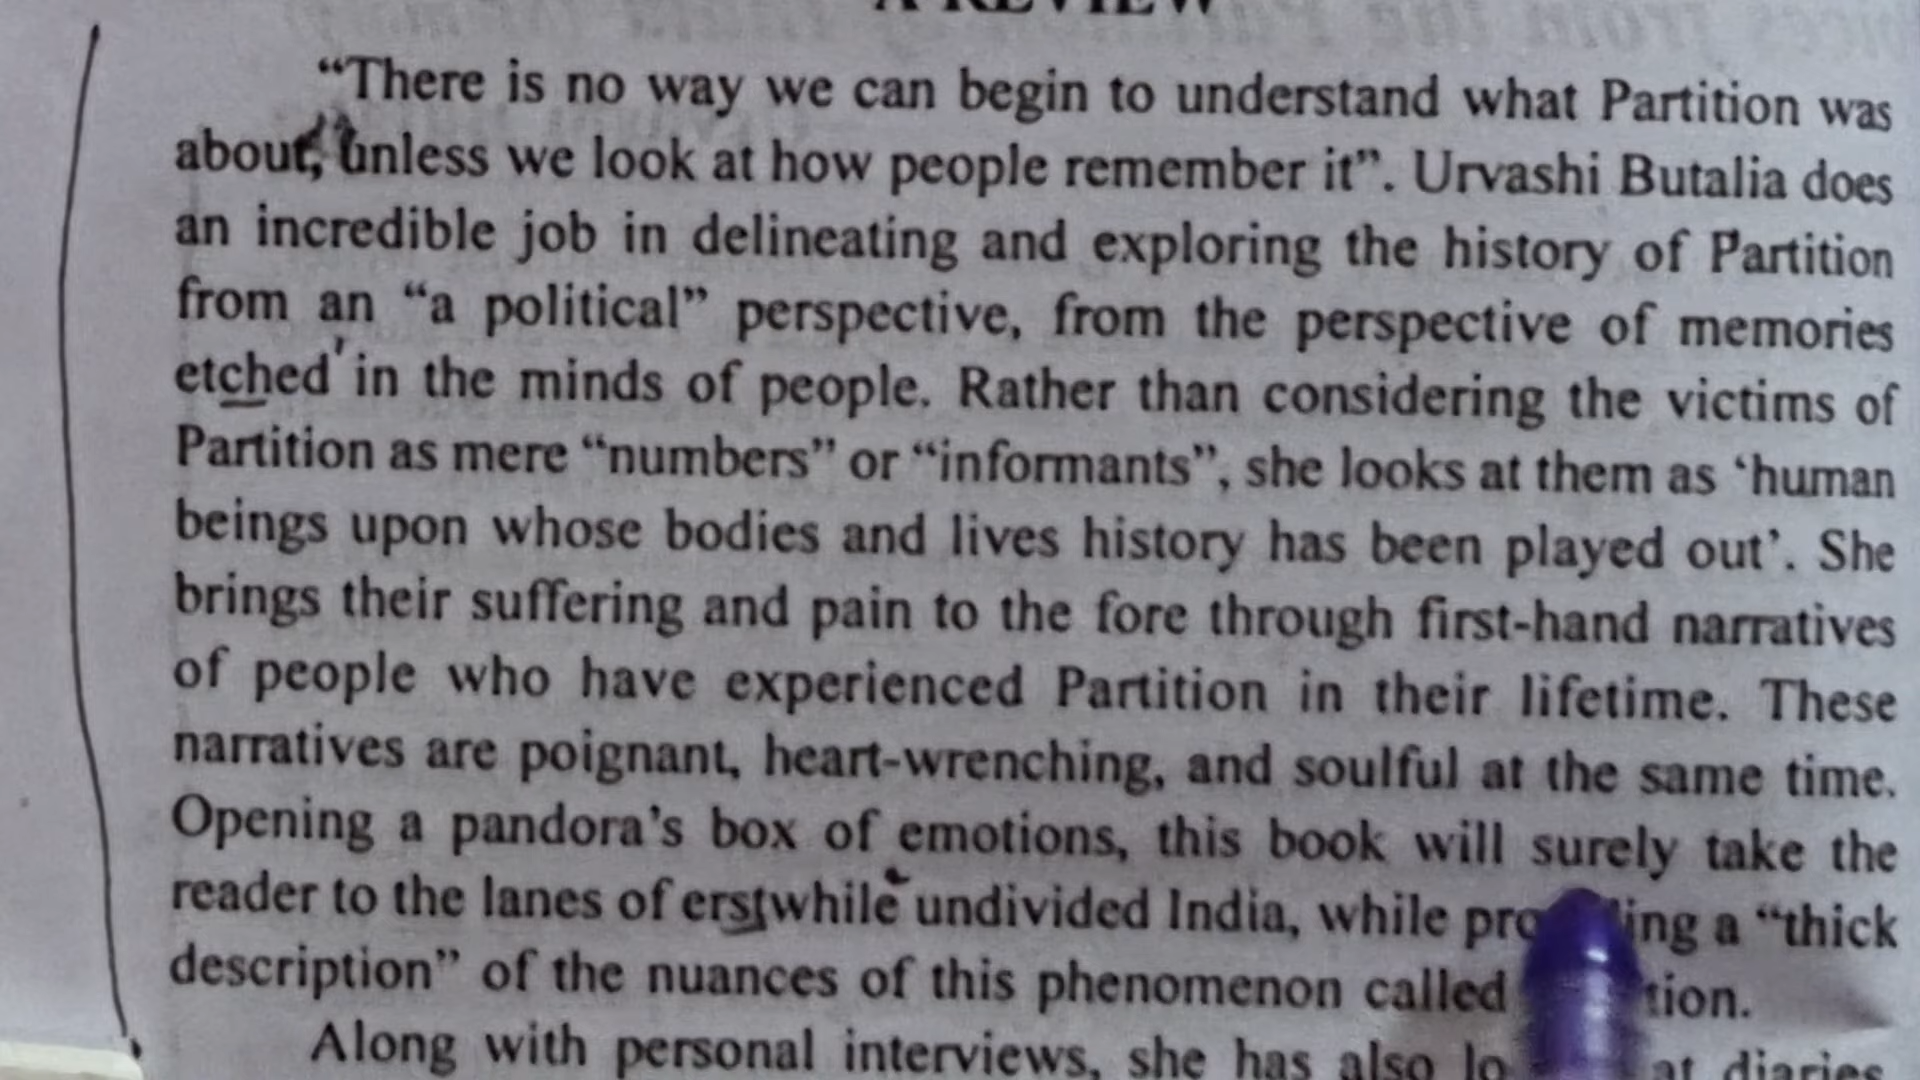 A REVIEW
“There is no way we can begin to understand what Partition was
about, unless we look at how people remember it”. Urvashi Butalia does
an incredible job in delineating and exploring the history of Partition
from an “a political” perspective, from the perspective of memories
etched in the minds of people. Rather than considering the victims of
Partition as mere “numbers” or “informants”, she looks at them as ‘human
beings upon whose bodies and lives history has been played out’. She
brings their suffering and pain to the fore through first-hand narratives
of people who have experienced Partition in their lifetime. These
narratives are poignant, heart-wrenching, and soulful at the same time.
Opening a pandora’s box of emotions, this book will surely take the
reader to the lanes of erstwhile undivided India, while a “thick
description” of the nuances of this phenomenon called
Along with personal interviews, she has also at diaries